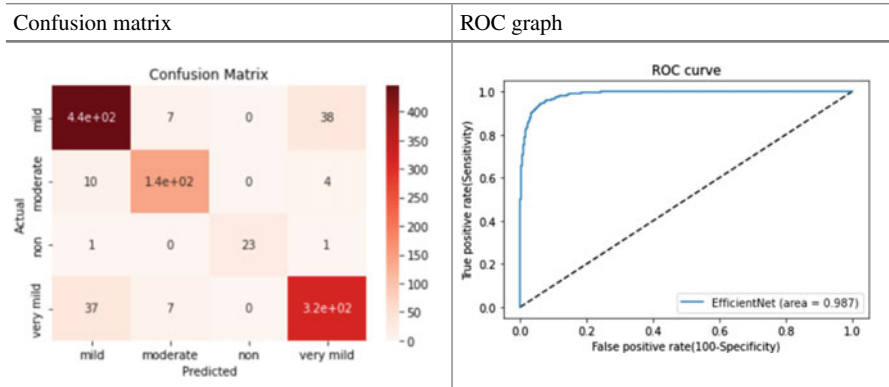 Confusion matrix
ROC graph
Confusion Matrix
mild
4.4e+02 7 0 38
moderate
10 1.4e+02 0 4
non
1 0 23 1
very mild
37 7 0 3.2e+02
Actual
mild moderate non very mild
Predicted
400
350
300
250
200
150
100
50
0
ROC curve
True positive rate(Sensitivity)
1.0
0.8
0.6
0.4
0.2
0.0
EfficientNet (area = 0.987)
0.0 0.2 0.4 0.6 0.8 1.0
False positive rate(100-Specificity)